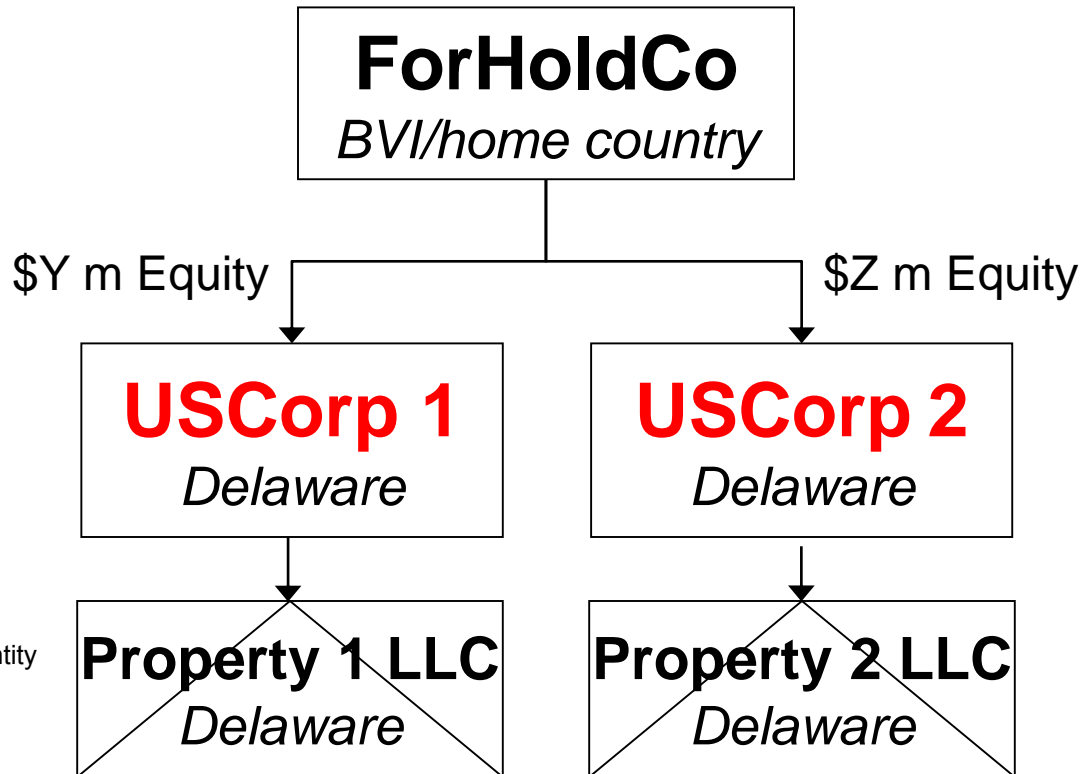 ForHoldCo
BVI/home country
$Y m Equity
$Z m Equity
USCorp 1
Delaware
USCorp 2
Delaware
Property 1 LLC
Delaware
Property 2 LLC
Delaware